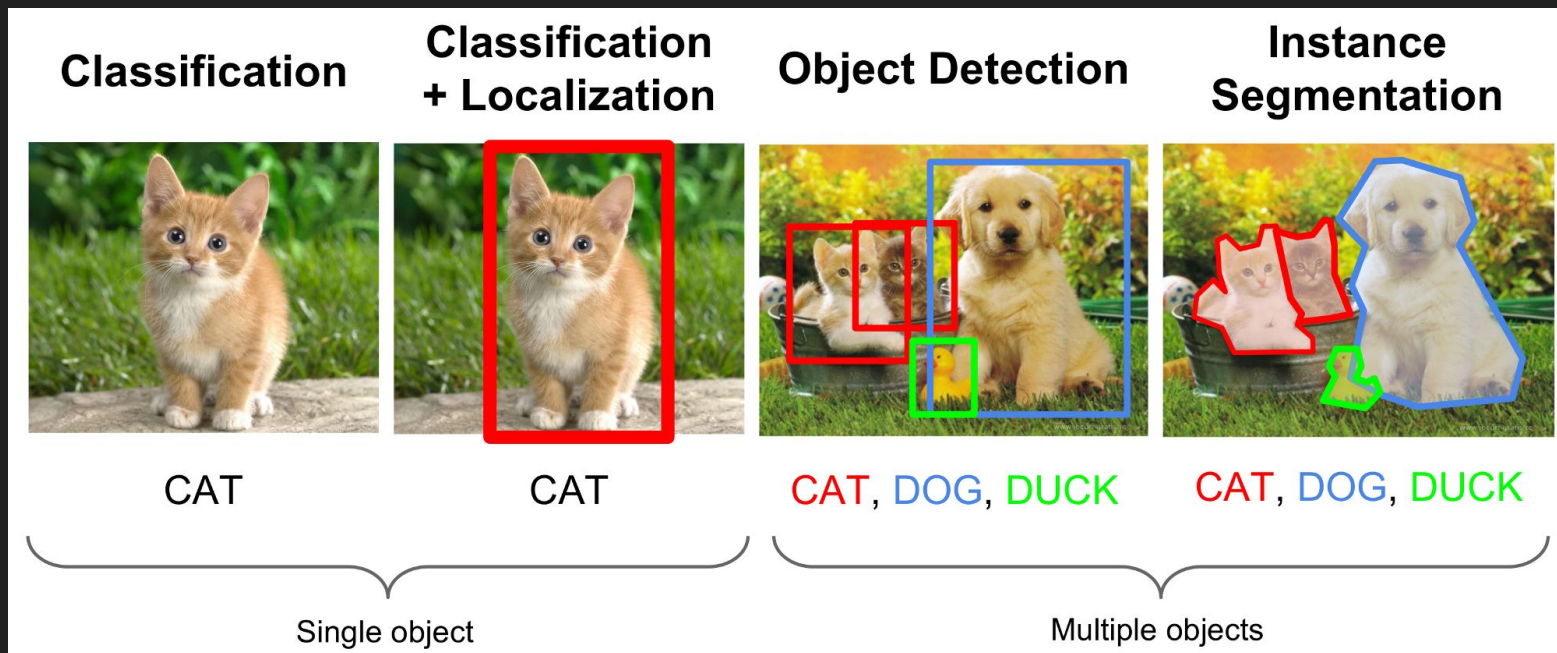 Classification
Classification
+ Localization
Object Detection
Instance
Segmentation
CAT
CAT
CAT, DOG, DUCK
CAT, DOG, DUCK
Single object
Multiple objects